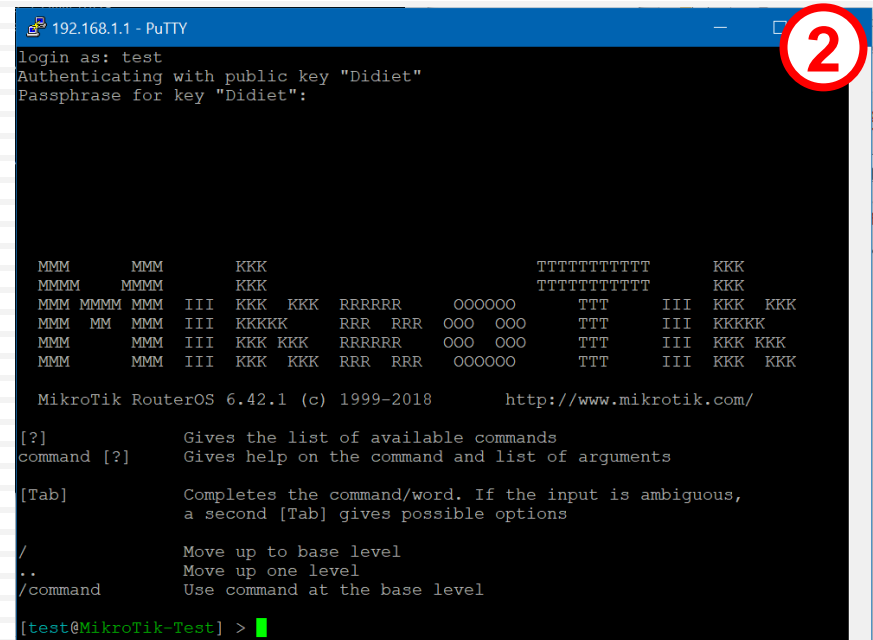 192.168.1.1 - PuTTY
2
login as: test
Authenticating with public key "Didiet"
Passphrase for key "Didiet":
  MMM      MMM       KKK                          TTTTTTTTTTT      KKK
  MMMM    MMMM       KKK                          TTTTTTTTTTT      KKK
  MMM MMMM MMM  III  KKK  KKK  RRRRRR     OOOOOO      TTT     III  KKK  KKK
  MMM  MM  MMM  III  KKKKK     RRR  RRR  OOO  OOO     TTT     III  KKKKK
  MMM      MMM  III  KKK KKK   RRRRRR    OOO  OOO     TTT     III  KKK KKK
  MMM      MMM  III  KKK  KKK  RRR  RRR   OOOOOO      TTT     III  KKK  KKK
  MikroTik RouterOS 6.42.1 (c) 1999-2018       http://www.mikrotik.com/
[?]             Gives the list of available commands
command [?]     Gives help on the command and list of arguments
[Tab]           Completes the command/word. If the input is ambiguous,
                a second [Tab] gives possible options
/               Move up to base level
..              Move up one level
/command        Use command at the base level
[test@MikroTik-Test] >